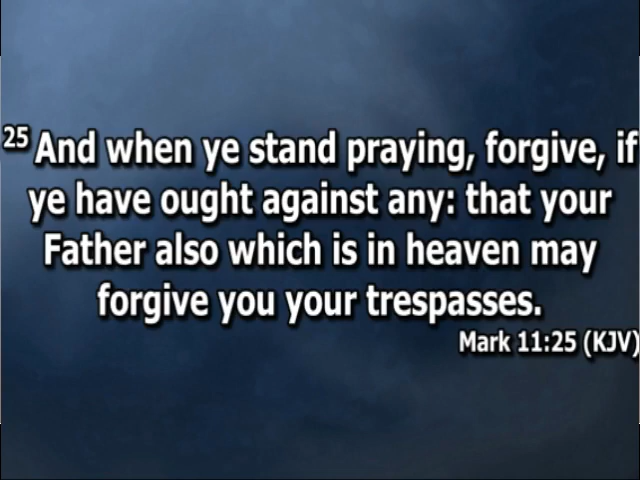 25 And when ye stand praying, forgive, if
ye have ought against any: that your
Father also which is in heaven may
forgive you your trespasses.
Mark 11:25 (KJV)